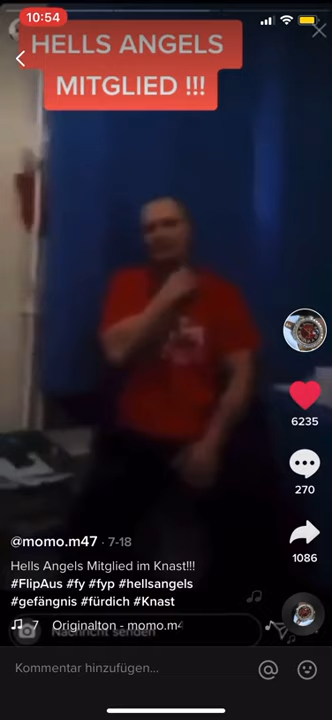 10:54
HELLS ANGELS
MITGLIED !!!
6235
270
1086
@momo.m47 · 7-18
Hells Angels Mitglied im Knast!!!
#FlipAus #fy #fyp #hellsangels
#gefängnis #fürdich #Knast
7 Originalton - momo.m4
Nachricht senden
Kommentar hinzufügen...